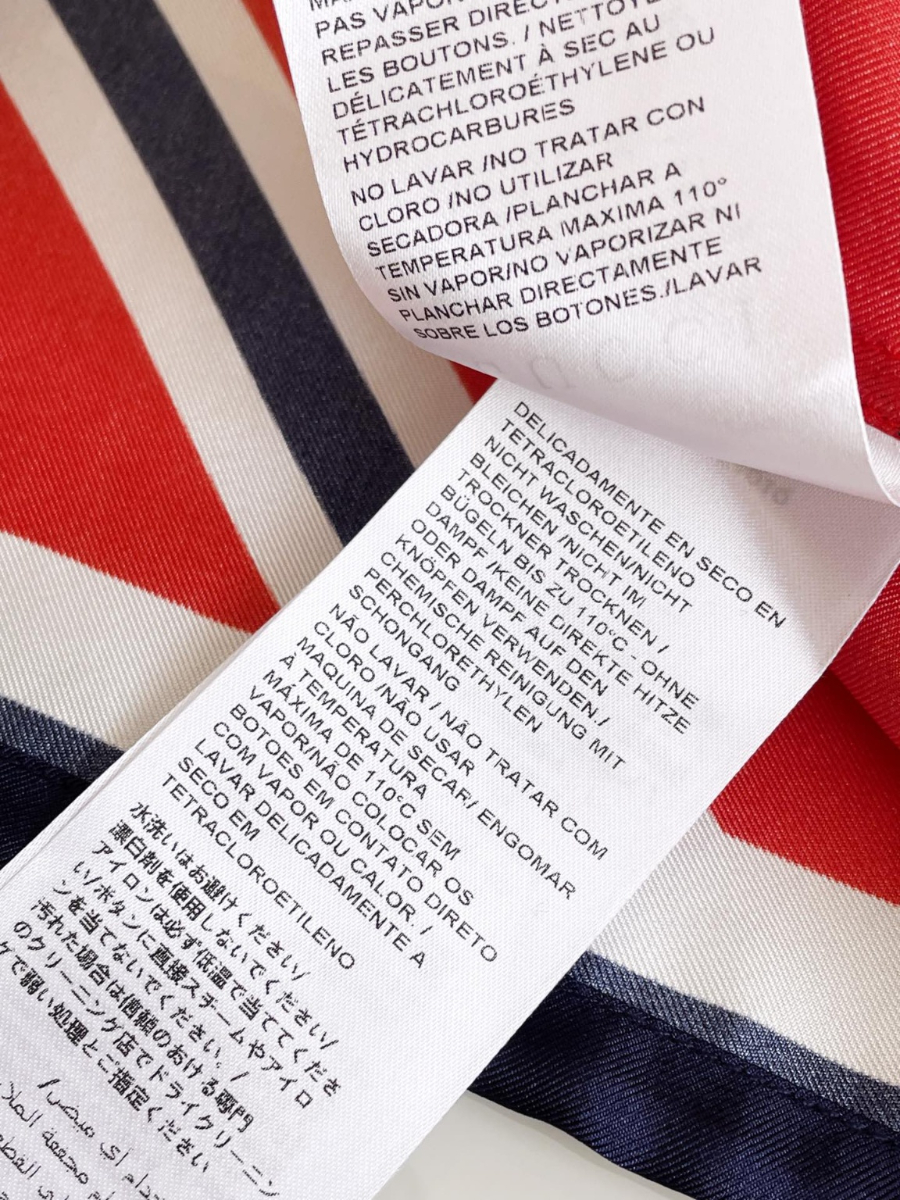 PAS VAPOR
REPASSER DIRECT
LES BOUTONS. / NETTOYE
DÉLICATEMENT À SEC AU
TÉTRACHLOROÉTHYLENE OU
HYDROCARBURES
NO LAVAR /NO TRATAR CON
CLORO /NO UTILIZAR
SECADORA /PLANCHAR A
TEMPERATURA MAXIMA 110°
SIN VAPOR/NO VAPORIZAR NI
PLANCHAR DIRECTAMENTE
SOBRE LOS BOTONES./LAVAR
DELICADAMENTE EN SECO EN
TETRACLOROETILENO
NICHT WASCHEN/NICHT
BLEICHEN /NICHT IM
TROCKNER TROCKNEN /
BÜGELN BIS ZU 110°C - OHNE
DAMPF /KEINE DIREKTE HITZE
ODER DAMPF AUF DEN
KNÖPFEN VERWENDEN /
CHEMISCHE REINIGUNG MIT
PERCHLORETHYLEN
SCHONGANG
NÃO LAVAR / NÃO TRATAR COM
CLORO /NÃO USAR
MAQUINA DE SECAR/ ENGOMAR
À TEMPERATURA
MÁXIMA DE 110°C SEM
VAPOR/NÃO COLOCAR OS
BOTOES EM CONTATO DIRETO
COM VAPOR OU CALOR. /
LAVAR DELICADAMENTE A
SECO EM
TETRACLOROETILENO
水洗いはお避けください/
漂白剤を使用しないでください/
アイロンは必ず低温で当ててくださ
い/ボタンに直接スチームやアイロ
ンを当てないでください。/
汚れた場合は信頼のおける専門
のクリーニング店でドライクリーニン
グで弱い処理とご指定ください